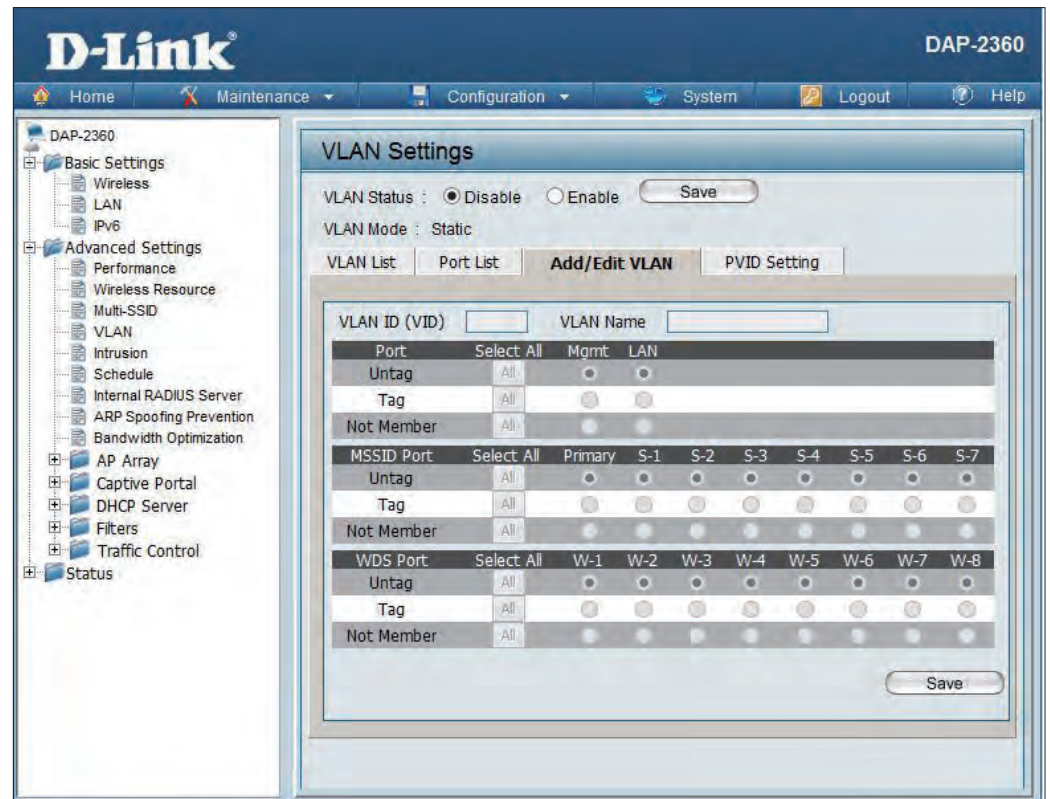 D-Link
DAP-2360
Home Maintenance Configuration System Logout Help
DAP-2360
Basic Settings
Wireless
LAN
IPv6
Advanced Settings
Performance
Wireless Resource
Multi-SSID
VLAN
Intrusion
Schedule
Internal RADIUS Server
ARP Spoofing Prevention
Bandwidth Optimization
AP Array
Captive Portal
DHCP Server
Filters
Traffic Control
Status
VLAN Settings
VLAN Status : Disable Enable Save
VLAN Mode : Static
VLAN List Port List Add/Edit VLAN PVID Setting
VLAN ID (VID) VLAN Name
Port Select All Mgmt LAN
Untag All
Tag All
Not Member All
MSSID Port Select All Primary S-1 S-2 S-3 S-4 S-5 S-6 S-7
Untag All
Tag All
Not Member All
WDS Port Select All W-1 W-2 W-3 W-4 W-5 W-6 W-7 W-8
Untag All
Tag All
Not Member All
Save